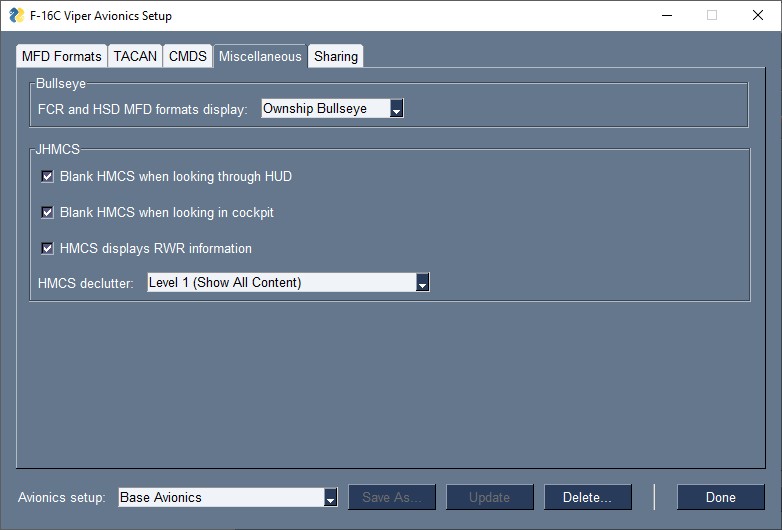 F-16C Viper Avionics Setup
MFD Formats TACAN CMDS Miscellaneous Sharing
Bullseye
FCR and HSD MFD formats display: Ownship Bullseye
JHMCS
Blank HMCS when looking through HUD
Blank HMCS when looking in cockpit
HMCS displays RWR information
HMCS declutter: Level 1 (Show All Content)
Avionics setup: Base Avionics Save As... Update Delete... Done